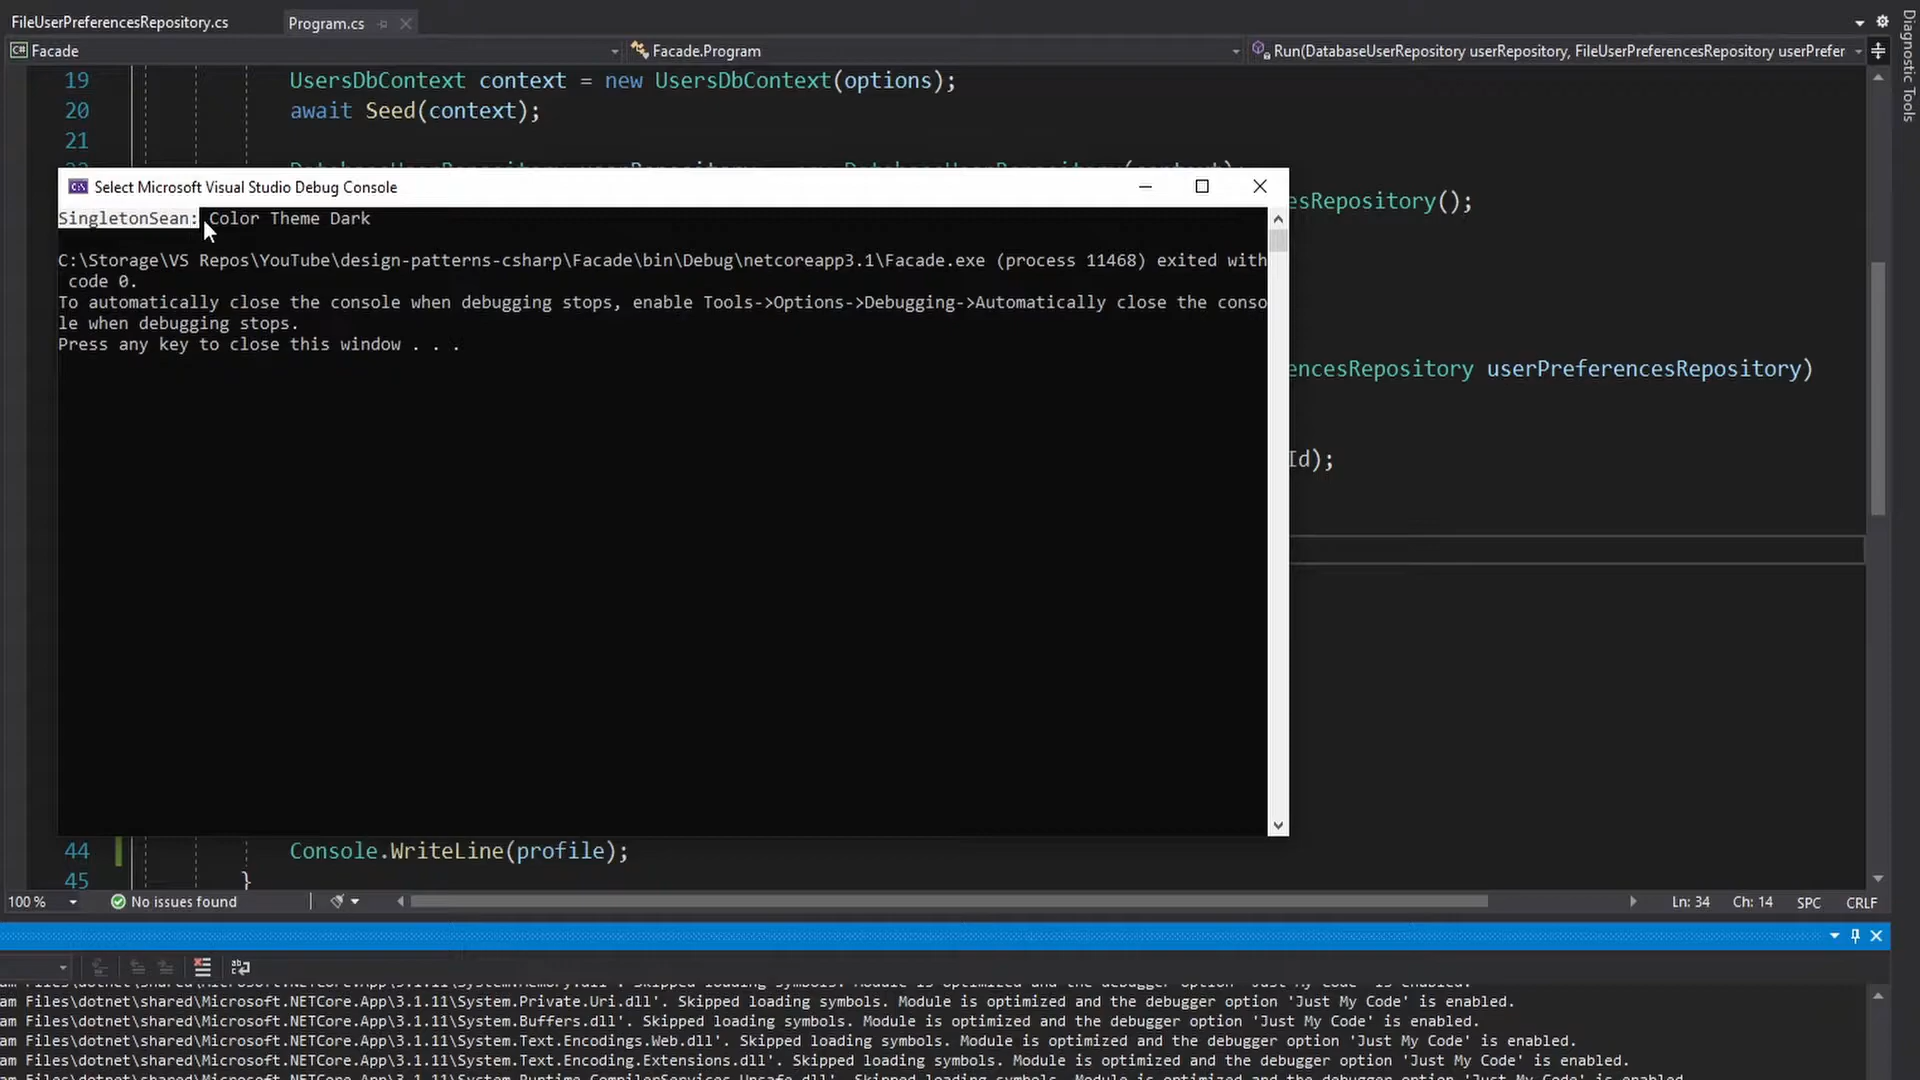 FileUserPreferencesRepository.cs
Program.cs
C# Facade
Facade.Program
Run(DatabaseUserRepository userRepository, FileUserPreferencesRepository userPrefer
Diagnostic Tools
19 UsersDbContext context = new UsersDbContext(options);
20 await Seed(context);
21
Select Microsoft Visual Studio Debug Console
esRepository();
SingletonSean: Color Theme Dark
C:\Storage\VS Repos\YouTube\design-patterns-csharp\Facade\bin\Debug\netcoreapp3.1\Facade.exe (process 11468) exited with
code 0.
To automatically close the console when debugging stops, enable Tools->Options->Debugging->Automatically close the conso
le when debugging stops.
Press any key to close this window . . .
encesRepository userPreferencesRepository)
Id);
44 Console.WriteLine(profile);
45 }
100 %
No issues found
Ln: 34 Ch: 14 SPC CRLF
am Files\dotnet\shared\Microsoft.NETCore.App\3.1.11\System.Private.Uri.dll'. Skipped loading symbols. Module is optimized and the debugger option 'Just My Code' is enabled.
am Files\dotnet\shared\Microsoft.NETCore.App\3.1.11\System.Buffers.dll'. Skipped loading symbols. Module is optimized and the debugger option 'Just My Code' is enabled.
am Files\dotnet\shared\Microsoft.NETCore.App\3.1.11\System.Text.Encodings.Web.dll'. Skipped loading symbols. Module is optimized and the debugger option 'Just My Code' is enabled.
am Files\dotnet\shared\Microsoft.NETCore.App\3.1.11\System.Text.Encoding.Extensions.dll'. Skipped loading symbols. Module is optimized and the debugger option 'Just My Code' is enabled.